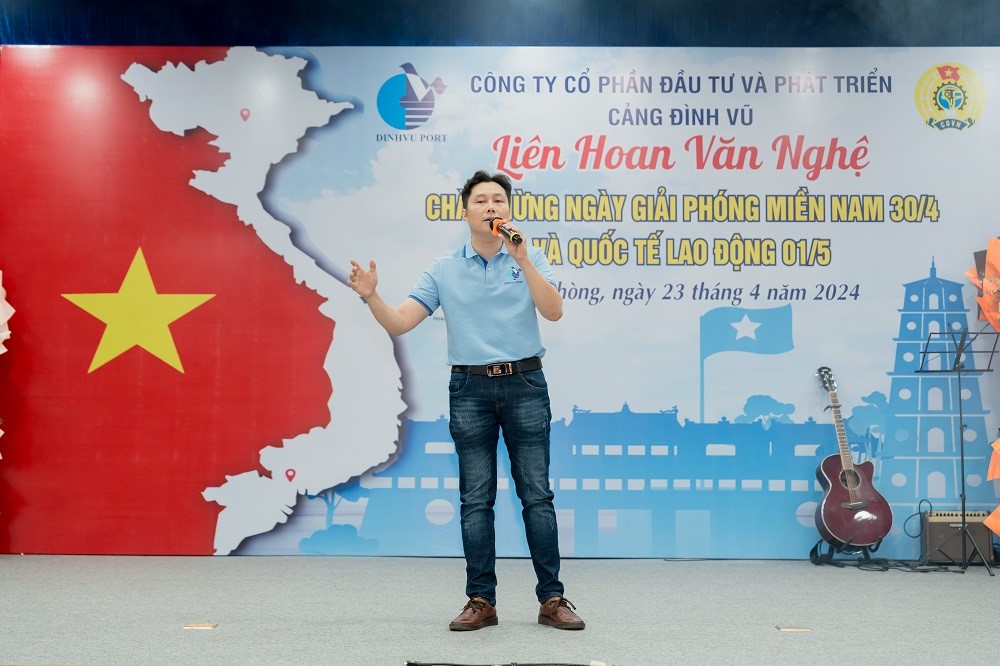 CÔNG TY CỔ PHẦN ĐẦU TƯ VÀ PHÁT TRIỂN
CẢNG ĐÌNH VŨ
DINHVU PORT
CĐVN
Liên Hoan Văn Nghệ
NGÀY GIẢI PHÓNG MIỀN NAM 30/4
QUỐC TẾ LAO ĐỘNG 01/5
ngày 23 tháng 4 năm 2024